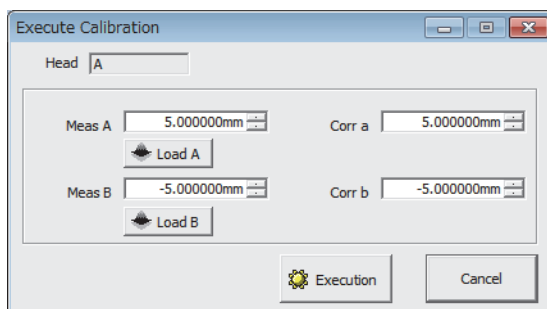 Execute Calibration
Head A
Meas A 5.000000mm Corr a 5.000000mm
Load A
Meas B -5.000000mm Corr b -5.000000mm
Load B
Execution Cancel